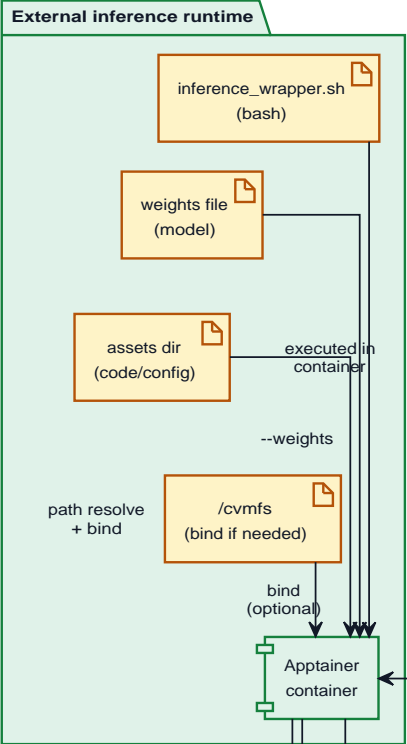 External inference runtime
inference_wrapper.sh
(bash)
weights file
(model)
assets dir
(code/config)
executed in
container
--weights
/cvmfs
(bind if needed)
path resolve
+ bind
bind
(optional)
Apptainer
container